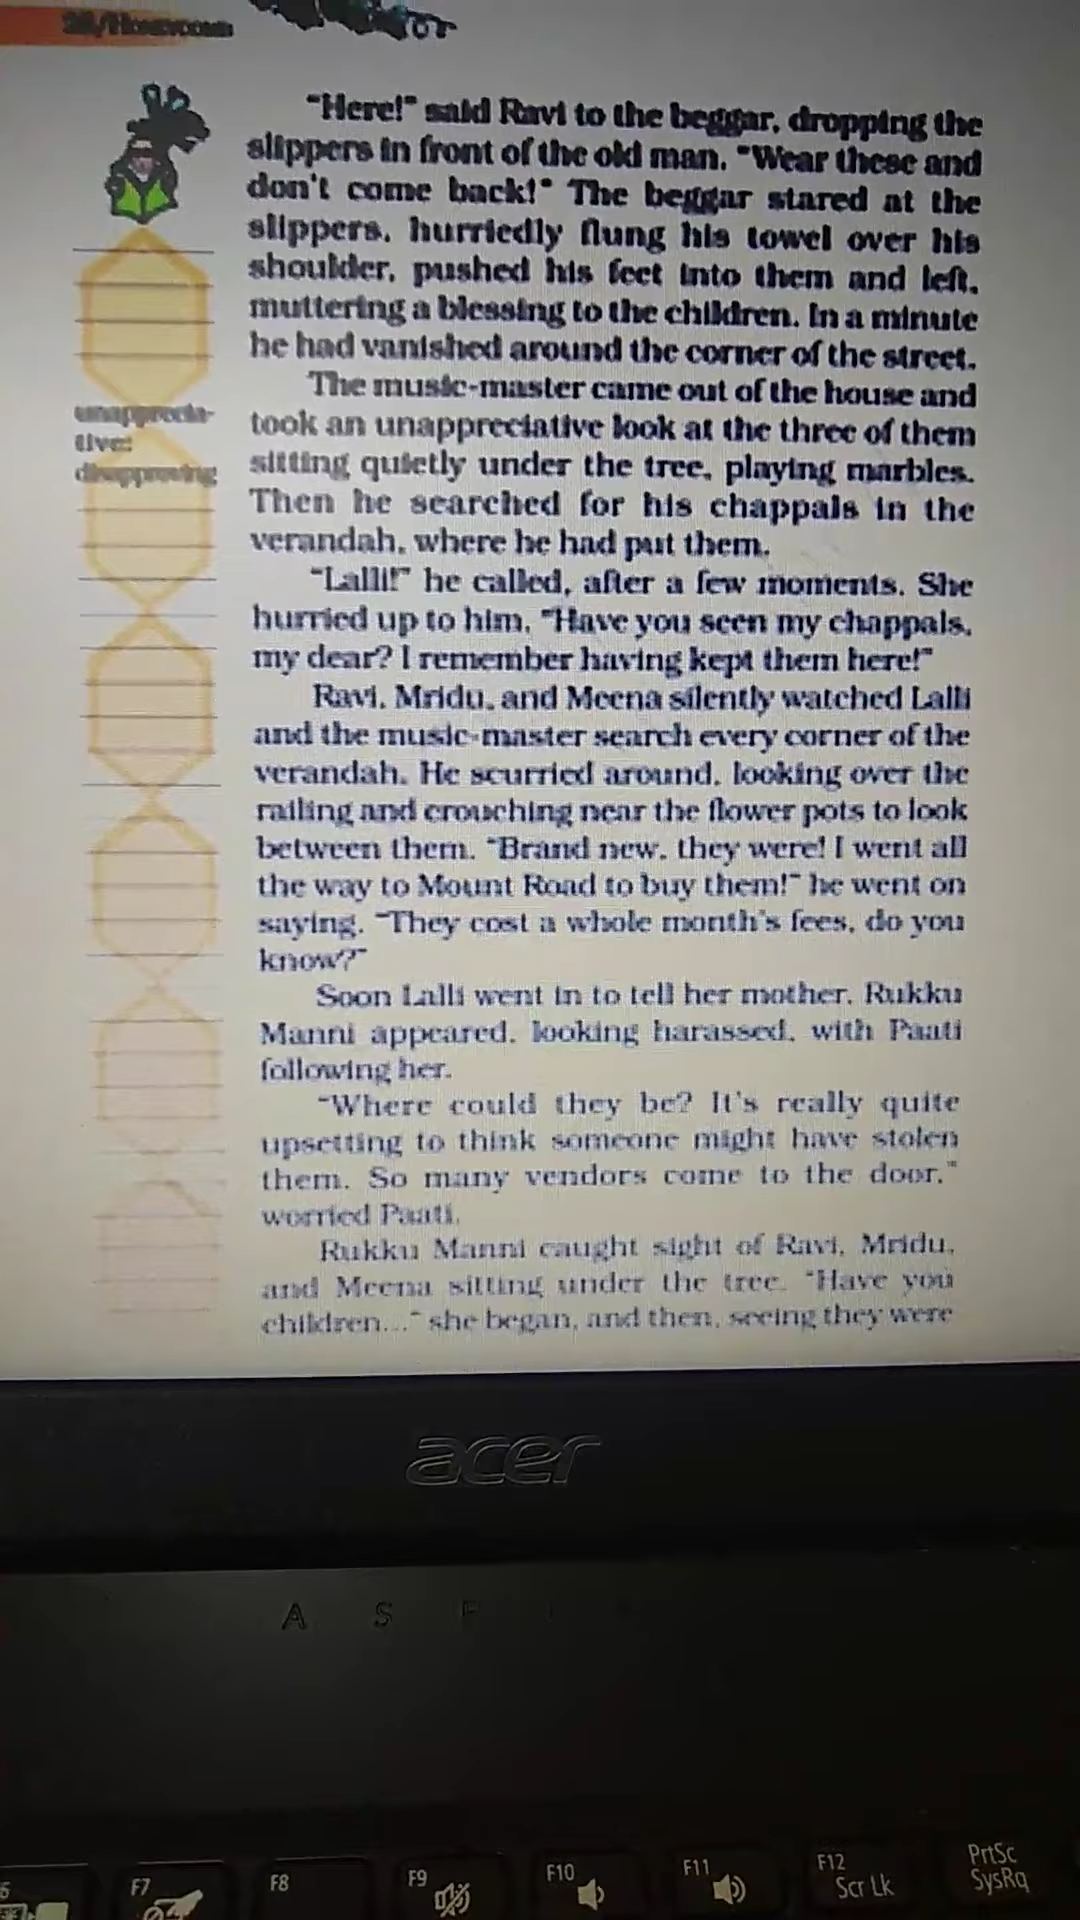 28/Honeycomb
"Here!" said Ravi to the beggar, dropping the
slippers in front of the old man. "Wear these and
don't come back!" The beggar stared at the
slippers, hurriedly flung his towel over his
shoulder, pushed his feet into them and left,
muttering a blessing to the children. In a minute
he had vanished around the corner of the street.
The music-master came out of the house and
unapprecia-
tive:
disapproving
took an unappreciative look at the three of them
sitting quietly under the tree, playing marbles.
Then he searched for his chappals in the
verandah, where he had put them.
"Lalli!" he called, after a few moments. She
hurried up to him. "Have you seen my chappals,
my dear? I remember having kept them here!"
Ravi, Mridu, and Meena silently watched Lalli
and the music-master search every corner of the
verandah. He scurried around, looking over the
railing and crouching near the flower pots to look
between them. "Brand new, they were! I went all
the way to Mount Road to buy them!" he went on
saying. "They cost a whole month's fees, do you
know?"
Soon Lalli went in to tell her mother. Rukku
Manni appeared, looking harassed, with Paati
following her.
"Where could they be? It's really quite
upsetting to think someone might have stolen
them. So many vendors come to the door,"
worried Paati.
Rukku Manni caught sight of Ravi, Mridu,
and Meena sitting under the tree. "Have you
children..." she began, and then, seeing they were
acer
A S F
F7 F8 F9 F10 F11 F12 PrtSc
Scr Lk SysRq